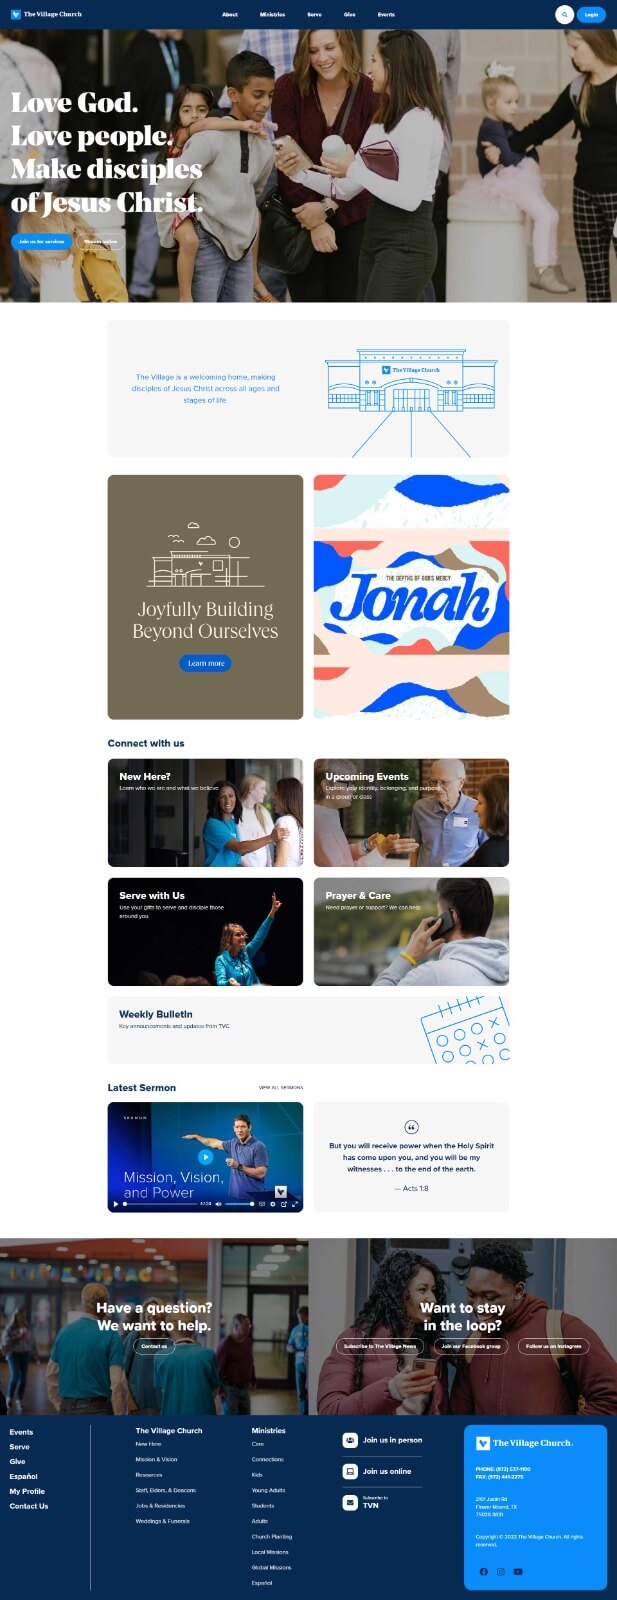 The Village Church
About
Ministries
Serve
Give
Events
Login
Love God.
Love people.
Make disciples
of Jesus Christ.
Join us for services
Stream online
The Village is a welcoming home, making
disciples of Jesus Christ across all ages and
stages of life.
The Village Church
Joyfully Building
Beyond Ourselves
Learn more
THE DEPTHS OF GOD'S MERCY
Jonah
Connect with us
New Here?
Learn who we are and what we believe
Upcoming Events
Explore your identity, belonging, and purpose
in a group or class
Serve with Us
Use your gifts to serve and disciple those
around you
Prayer & Care
Need prayer or support? We can help.
Weekly Bulletin
Key announcements and updates from TVC
Latest Sermon
VIEW ALL SERMONS
SERMON
Mission, Vision,
and Power
47:20
But you will receive power when the Holy Spirit
has come upon you, and you will be my
witnesses . . . to the end of the earth.
— Acts 1:8
Have a question?
We want to help.
Contact us
Want to stay
in the loop?
Subscribe to The Village News
Join our Facebook group
Follow us on Instagram
Events
Serve
Give
Español
My Profile
Contact Us
The Village Church
New Here
Mission & Vision
Resources
Staff, Elders, & Deacons
Jobs & Residencies
Weddings & Funerals
Ministries
Care
Connections
Kids
Young Adults
Students
Adults
Church Planting
Local Missions
Global Missions
Español
Join us in person
Join us online
Subscribe to
TVN
The Village Church.
PHONE: (972) 537-1160
FAX: (972) 444-2275
2101 Justin Rd
Flower Mound, TX
75028-3831
Copyright © 2022 The Village Church. All rights
reserved.